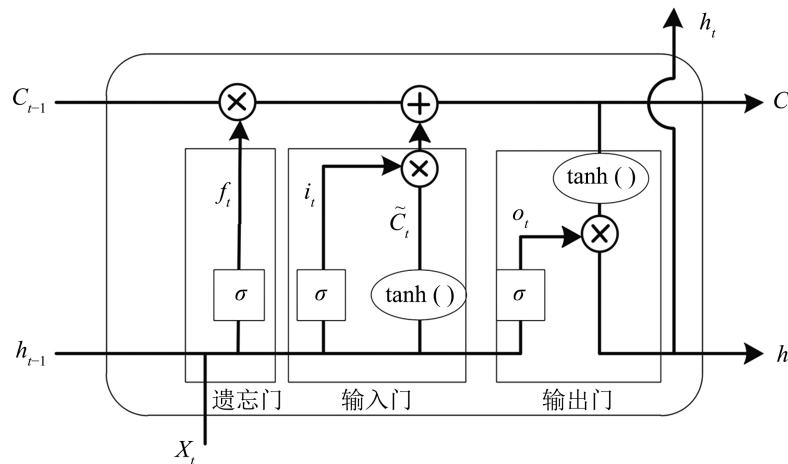 h_t
C_{t−1}
C
tanh ( )
f_t
i_t
C̃_t
o_t
σ
σ
tanh ( )
σ
h_{t−1}
h
遗忘门
输入门
输出门
X_t